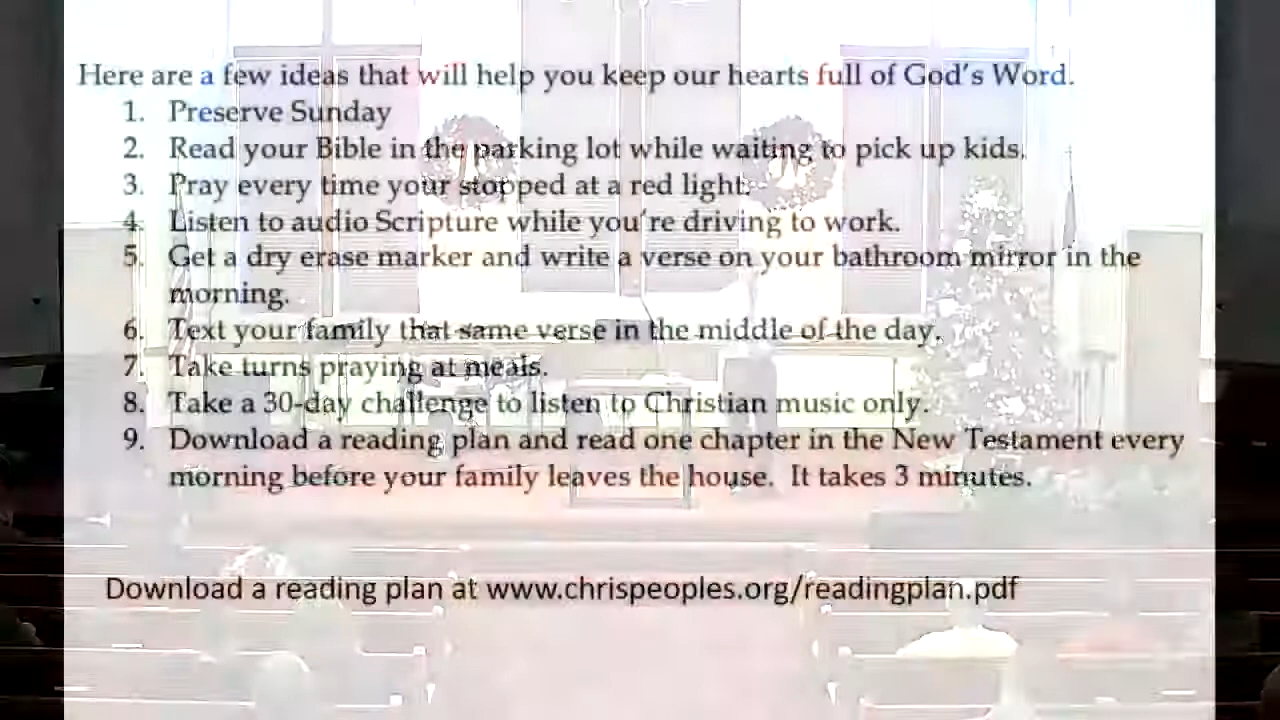 Here are a few ideas that will help you keep our hearts full of God's Word.
1. Preserve Sunday
2. Read your Bible in the parking lot while waiting to pick up kids.
3. Pray every time your stopped at a red light.
4. Listen to audio Scripture while you're driving to work.
5. Get a dry erase marker and write a verse on your bathroom mirror in the
morning.
6. Text your family that same verse in the middle of the day.
7. Take turns praying at meals.
8. Take a 30-day challenge to listen to Christian music only.
9. Download a reading plan and read one chapter in the New Testament every
morning before your family leaves the house. It takes 3 minutes.
Download a reading plan at www.chrispeoples.org/readingplan.pdf